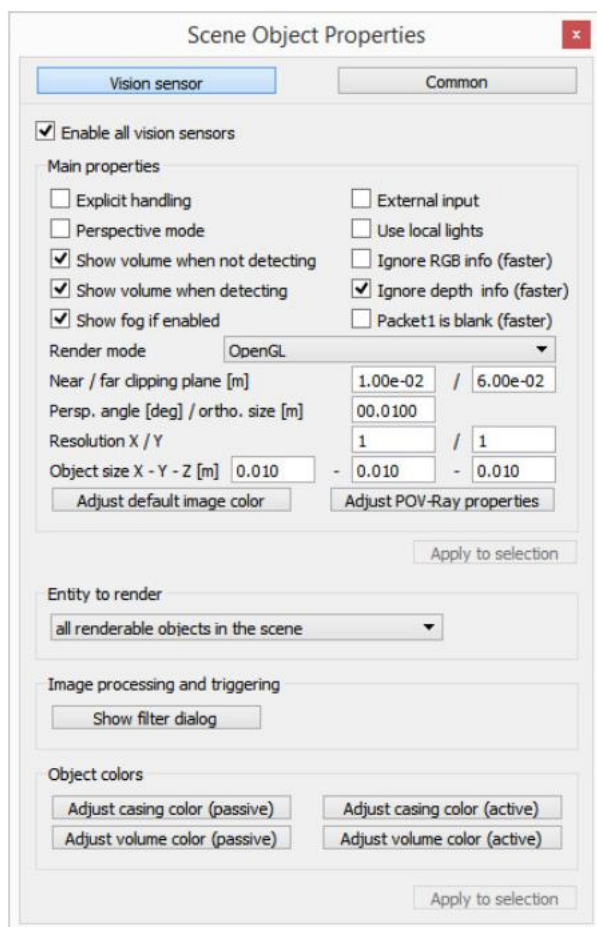 Scene Object Properties x
Vision sensor Common
Enable all vision sensors
Main properties
Explicit handling External input
Perspective mode Use local lights
Show volume when not detecting Ignore RGB info (faster)
Show volume when detecting Ignore depth info (faster)
Show fog if enabled Packet1 is blank (faster)
Render mode OpenGL
Near / far clipping plane [m] 1.00e-02 / 6.00e-02
Persp. angle [deg] / ortho. size [m] 00.0100
Resolution X / Y 1 / 1
Object size X - Y - Z [m] 0.010 - 0.010 - 0.010
Adjust default image color Adjust POV-Ray properties
Apply to selection
Entity to render
all renderable objects in the scene
Image processing and triggering
Show filter dialog
Object colors
Adjust casing color (passive) Adjust casing color (active)
Adjust volume color (passive) Adjust volume color (active)
Apply to selection